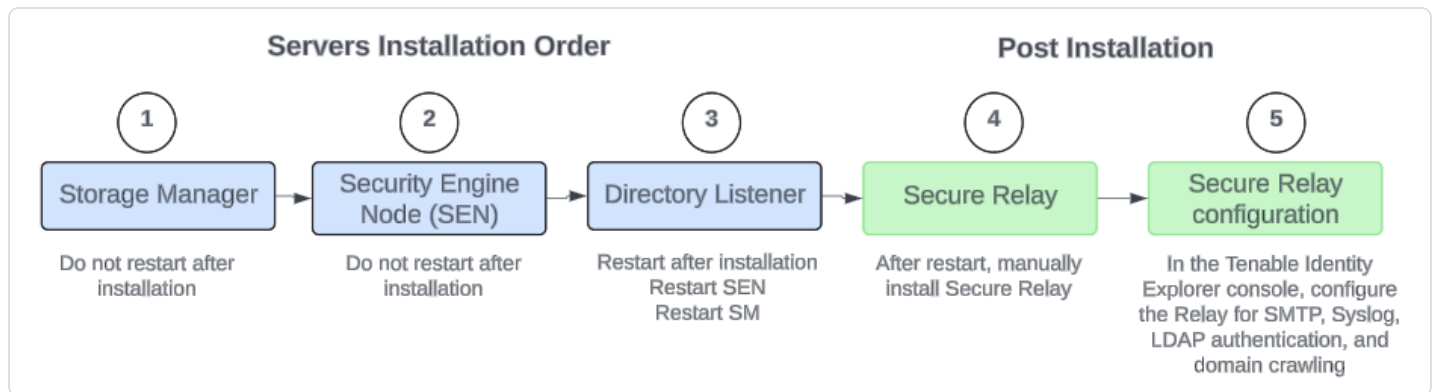 Servers Installation Order
Post Installation
1
2
3
4
5
Storage Manager
Security Engine
Node (SEN)
Directory Listener
Secure Relay
Secure Relay
configuration
Do not restart after
installation
Do not restart after
installation
Restart after installation
Restart SEN
Restart SM
After restart, manually
install Secure Relay
In the Tenable Identity
Explorer console, configure
the Relay for SMTP, Syslog,
LDAP authentication, and
domain crawling